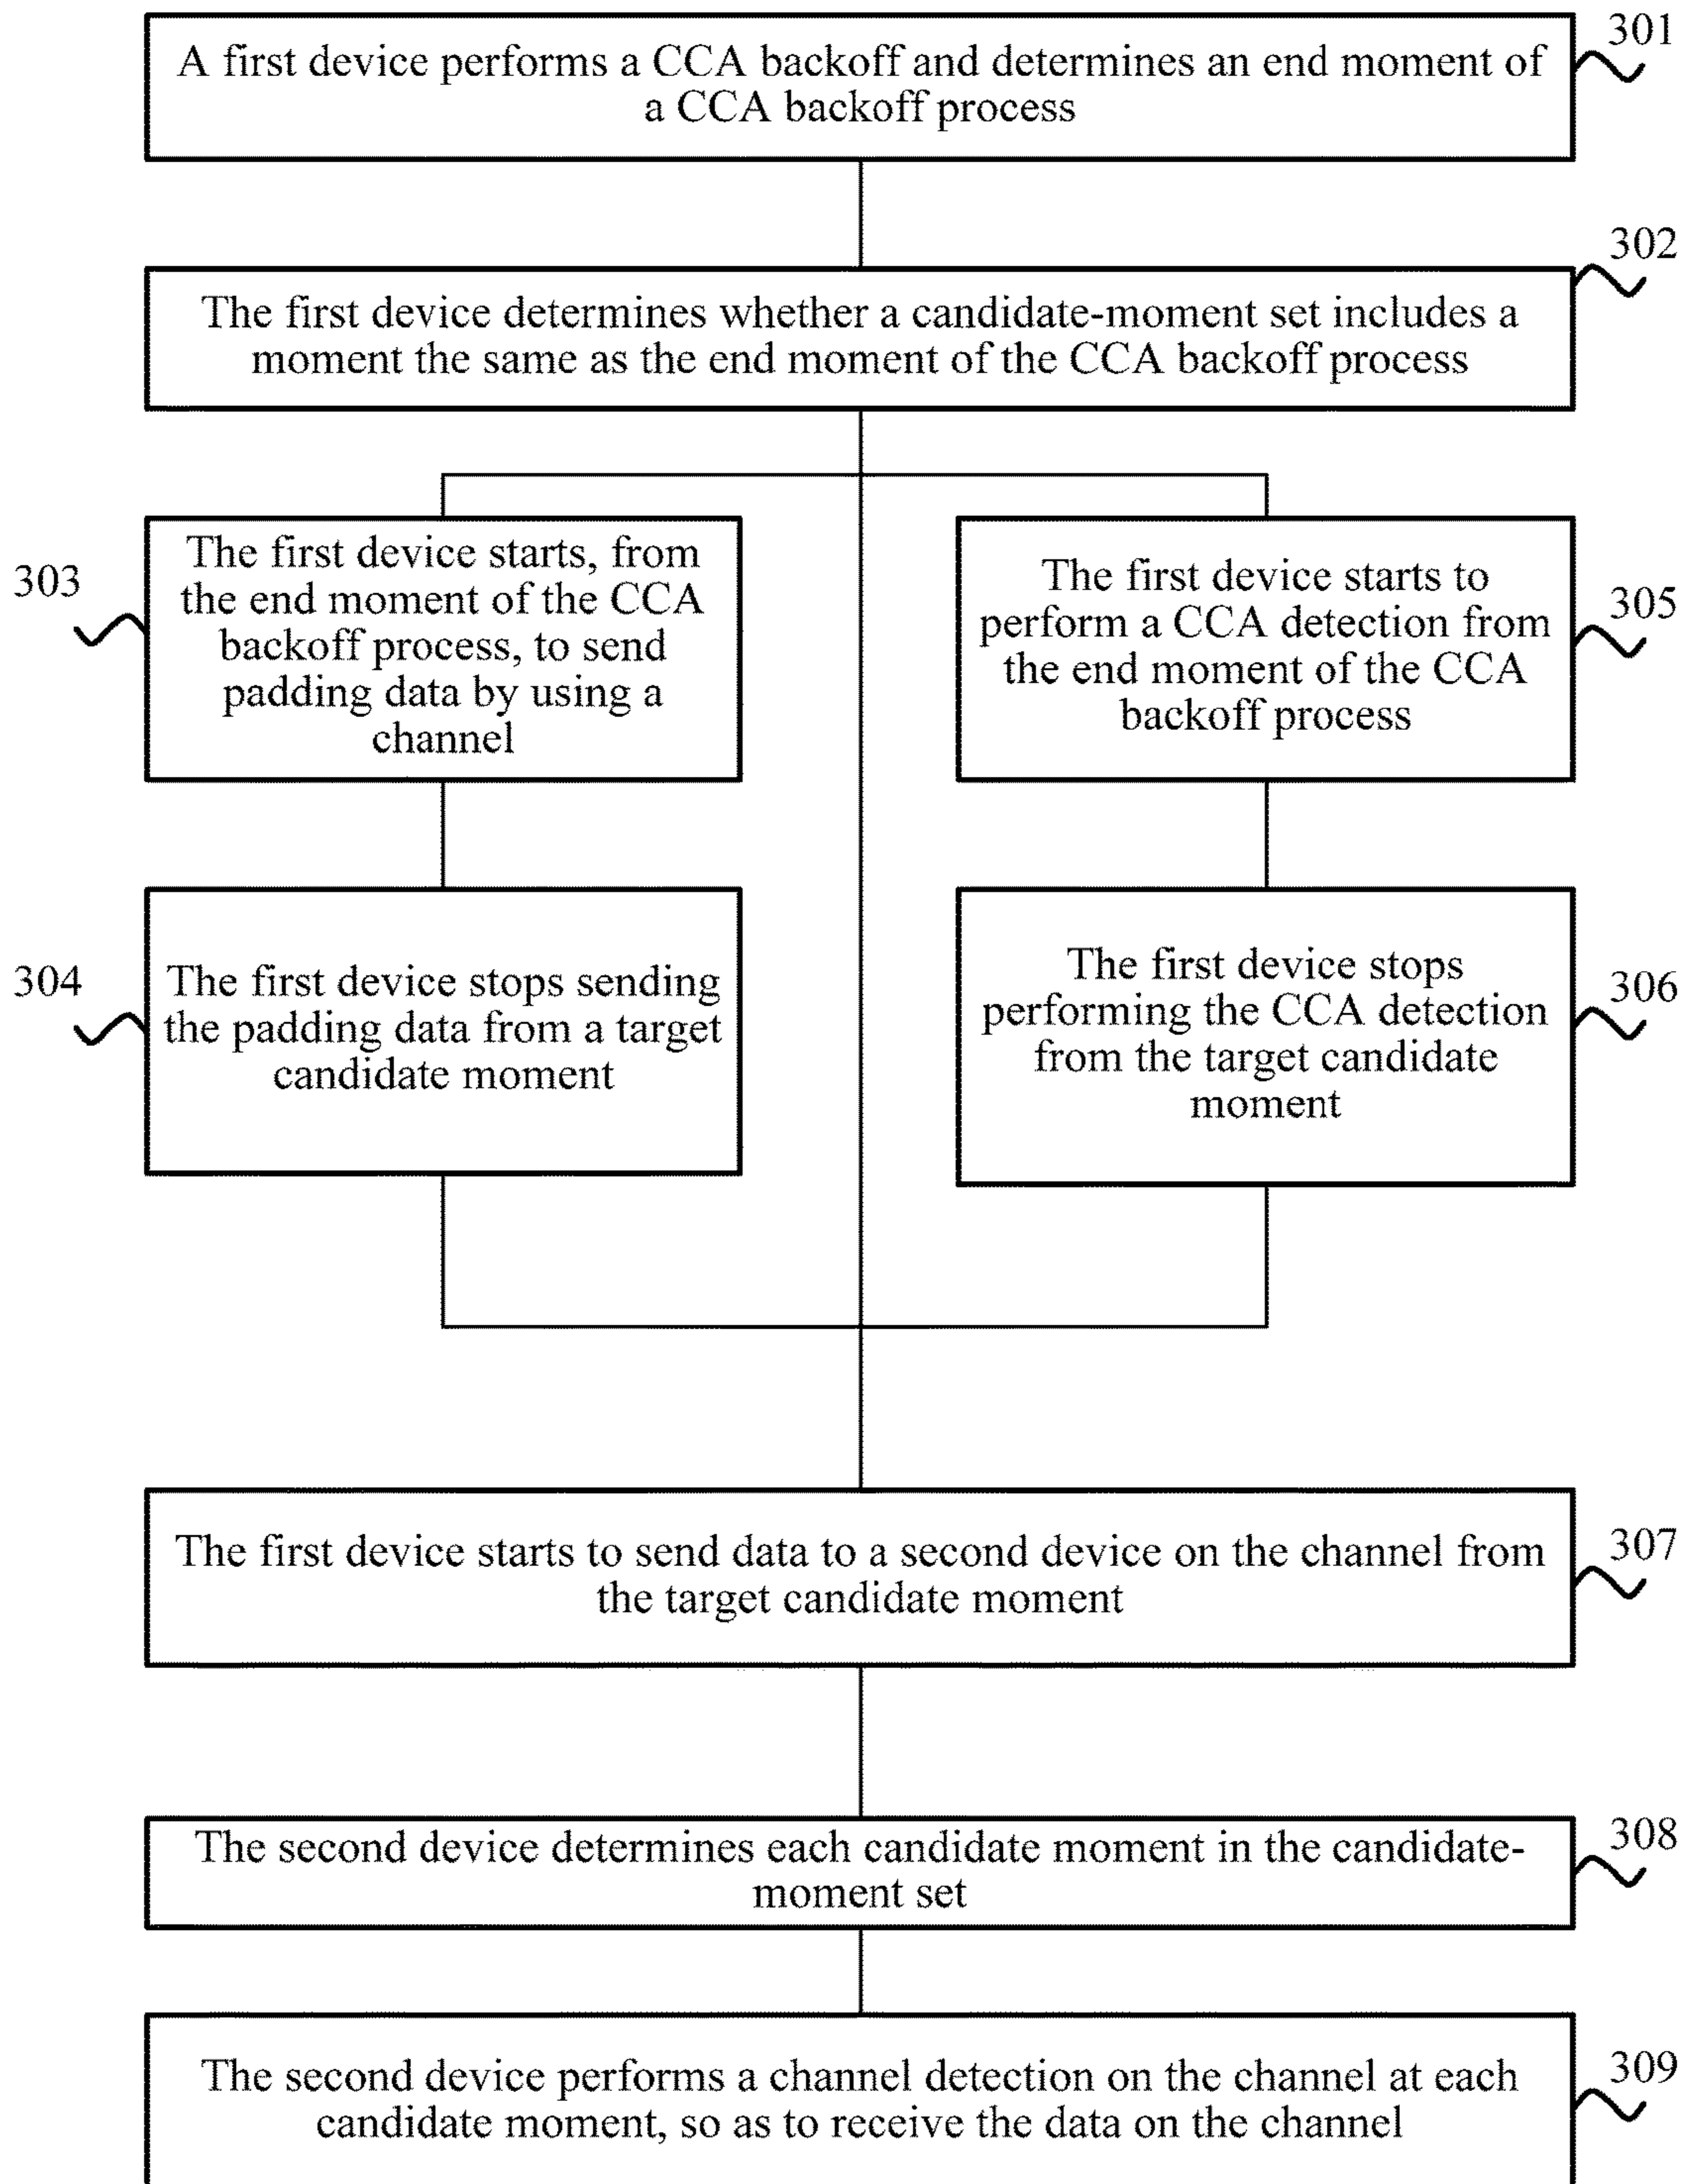 301
A first device performs a CCA backoff and determines an end moment of
a CCA backoff process
302
The first device determines whether a candidate-moment set includes a
moment the same as the end moment of the CCA backoff process
303
The first device starts, from
the end moment of the CCA
backoff process, to send
padding data by using a
channel
305
The first device starts to
perform a CCA detection from
the end moment of the CCA
backoff process
304
The first device stops sending
the padding data from a target
candidate moment
306
The first device stops
performing the CCA detection
from the target candidate
moment
307
The first device starts to send data to a second device on the channel from
the target candidate moment
308
The second device determines each candidate moment in the candidate-
moment set
309
The second device performs a channel detection on the channel at each
candidate moment, so as to receive the data on the channel